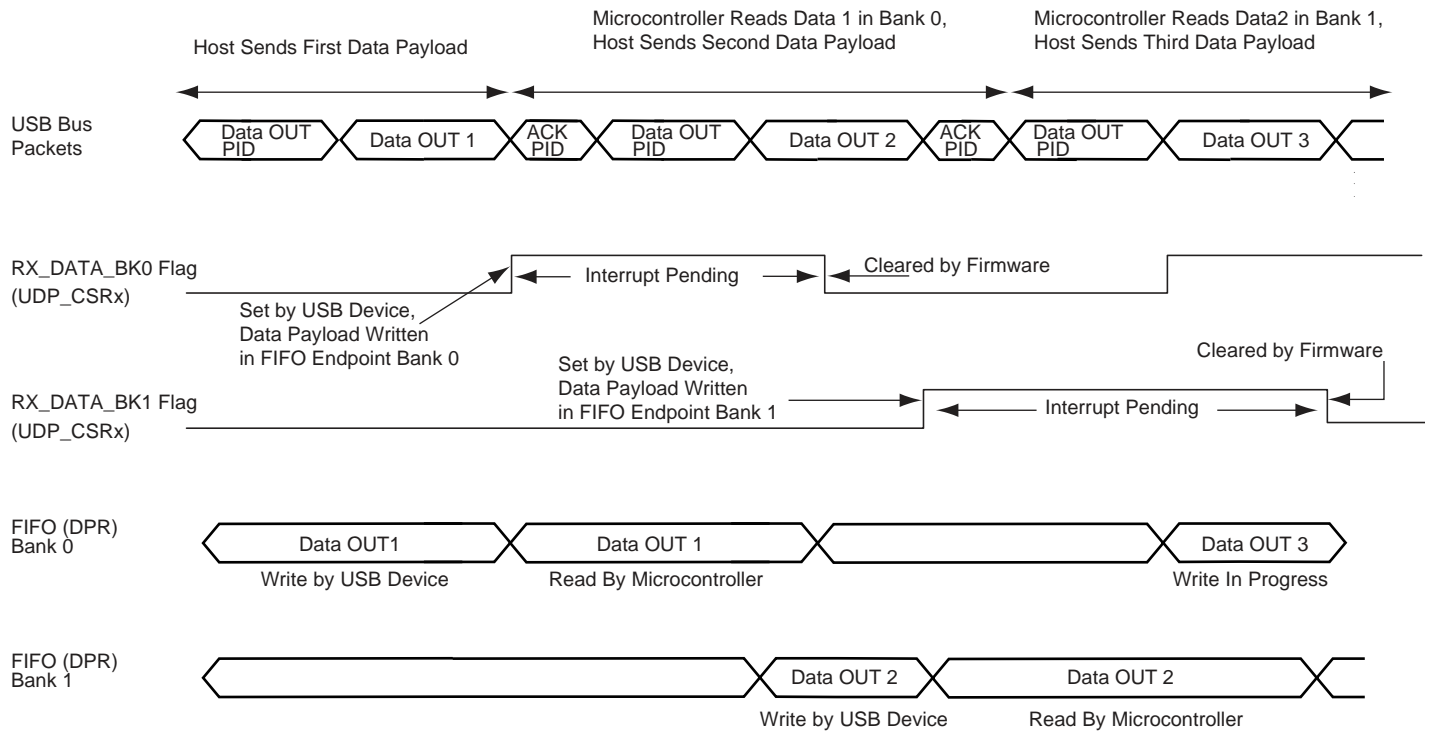 Host Sends First Data Payload
Microcontroller Reads Data 1 in Bank 0,
Host Sends Second Data Payload
Microcontroller Reads Data2 in Bank 1,
Host Sends Third Data Payload
USB Bus
Packets
Data OUT
PID
Data OUT 1
ACK
PID
Data OUT
PID
Data OUT 2
ACK
PID
Data OUT
PID
Data OUT 3
RX_DATA_BK0 Flag
(UDP_CSRx)
Interrupt Pending
Cleared by Firmware
Set by USB Device,
Data Payload Written
in FIFO Endpoint Bank 0
Cleared by Firmware
Set by USB Device,
Data Payload Written
in FIFO Endpoint Bank 1
RX_DATA_BK1 Flag
(UDP_CSRx)
Interrupt Pending
FIFO (DPR)
Bank 0
Data OUT1
Data OUT 1
Data OUT 3
Write by USB Device
Read By Microcontroller
Write In Progress
FIFO (DPR)
Bank 1
Data OUT 2
Data OUT 2
Write by USB Device
Read By Microcontroller